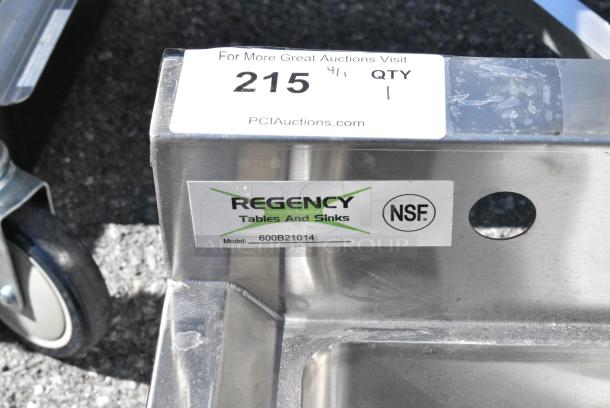 For More Great Auctions Visit
215 4/1 QTY
1
PCIAuctions.com
REGENCY
Tables And Sinks
NSF
Model: 600B21014